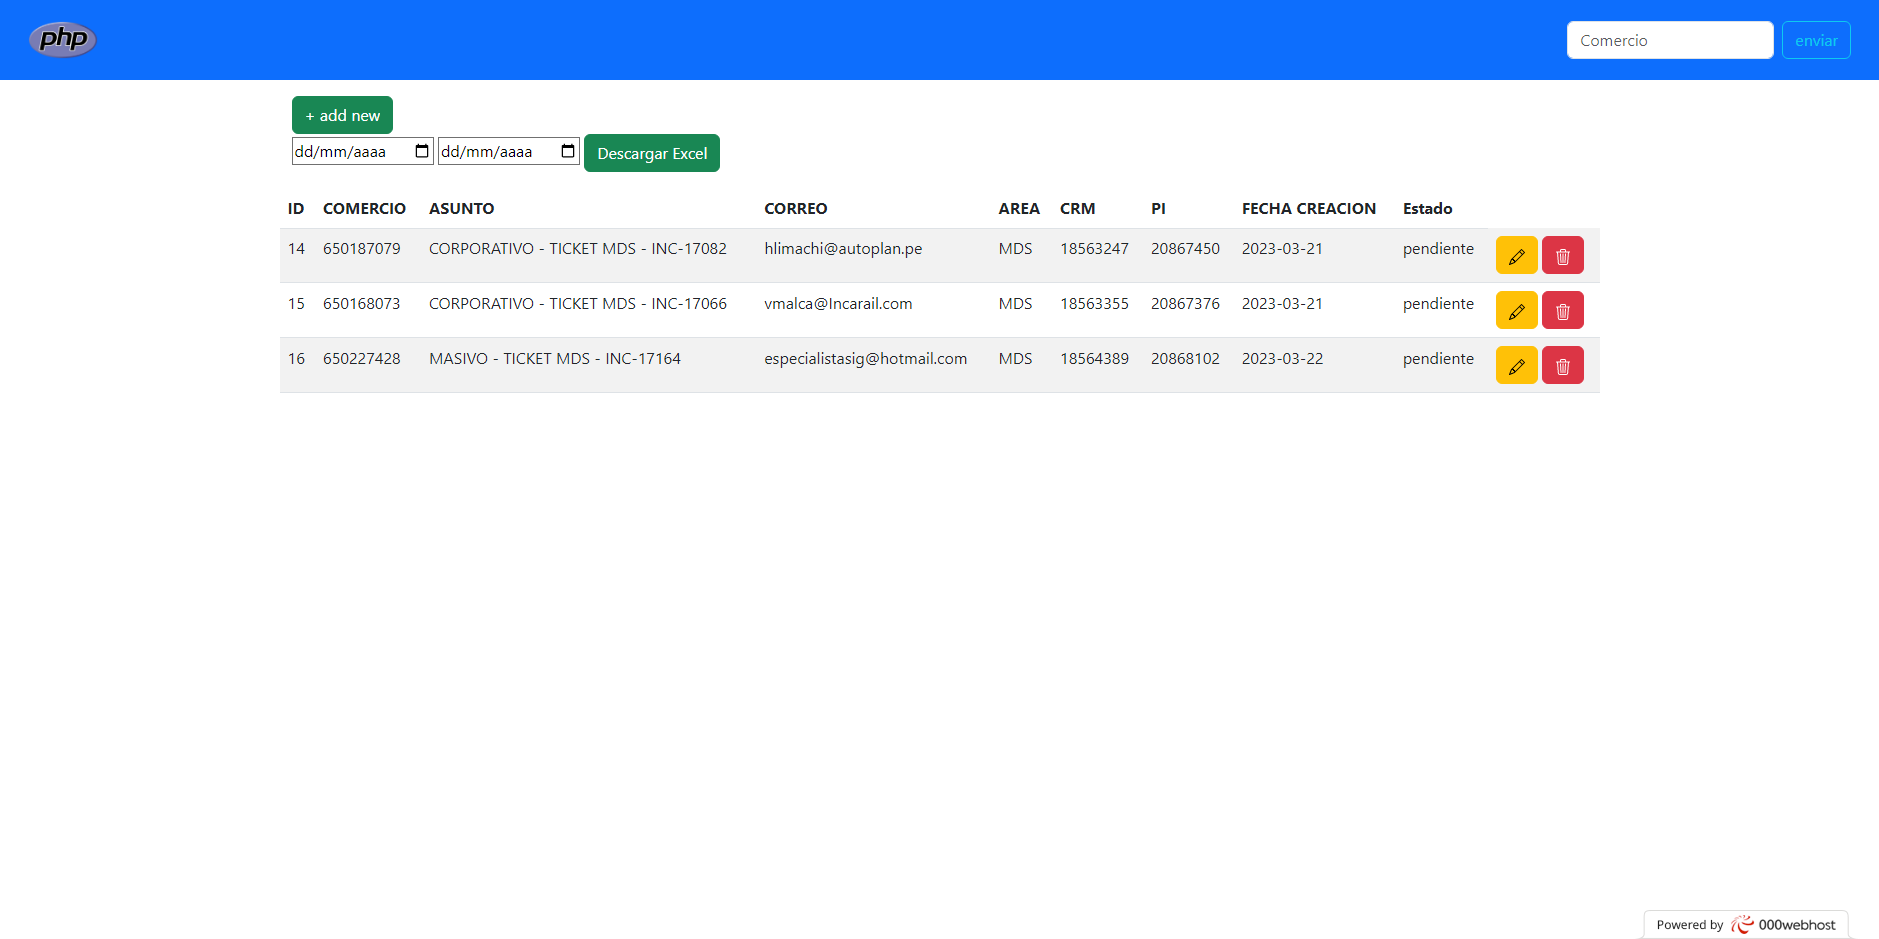 php
Comercio
enviar
+ add new
dd/mm/aaaa dd/mm/aaaa Descargar Excel
ID COMERCIO ASUNTO CORREO AREA CRM PI FECHA CREACION Estado
14 650187079 CORPORATIVO - TICKET MDS - INC-17082 hlimachi@autoplan.pe MDS 18563247 20867450 2023-03-21 pendiente
15 650168073 CORPORATIVO - TICKET MDS - INC-17066 vmalca@Incarail.com MDS 18563355 20867376 2023-03-21 pendiente
16 650227428 MASIVO - TICKET MDS - INC-17164 especialistasig@hotmail.com MDS 18564389 20868102 2023-03-22 pendiente
Powered by 000webhost